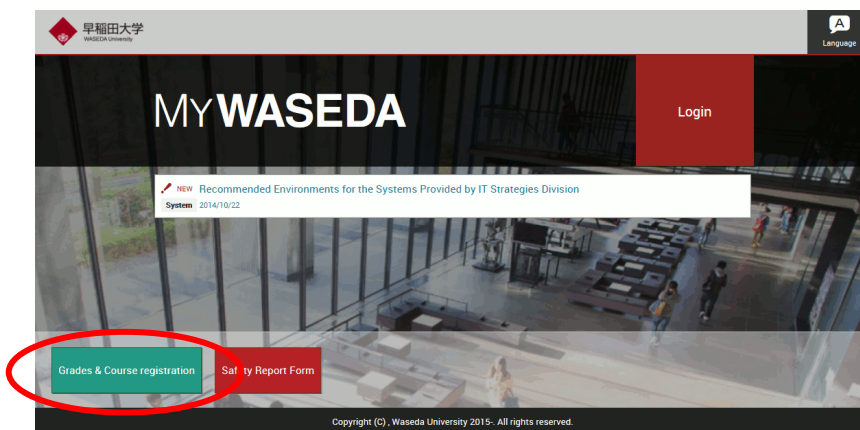 早稲田大学
WASEDA University
A
Language
MYWASEDA
Login
NEW Recommended Environments for the Systems Provided by IT Strategies Division
System 2014/10/22
Grades & Course registration
Safety Report Form
Copyright (C) , Waseda University 2015-. All rights reserved.